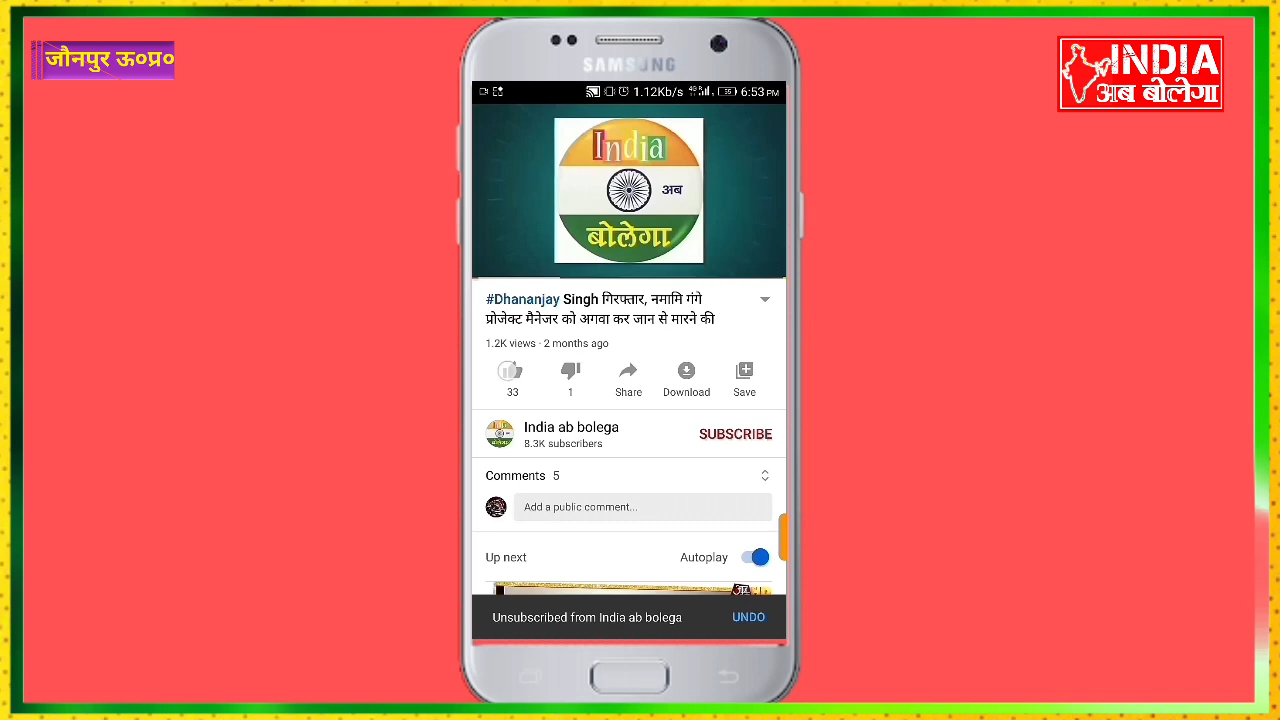 जौनपुर ऊ०प्र०
INDIA
अब बोलेगा
SAMSUNG
1.12Kb/s 4G 55 6:53 PM
India
अब
बोलेगा
#Dhananjay Singh गिरफ्तार, नमामि गंगे
प्रोजेक्ट मैनेजर को अगवा कर जान से मारने की
1.2K views · 2 months ago
33 1 Share Download Save
India ab bolega
8.3K subscribers
SUBSCRIBE
Comments 5
Add a public comment...
Up next Autoplay
Unsubscribed from India ab bolega UNDO